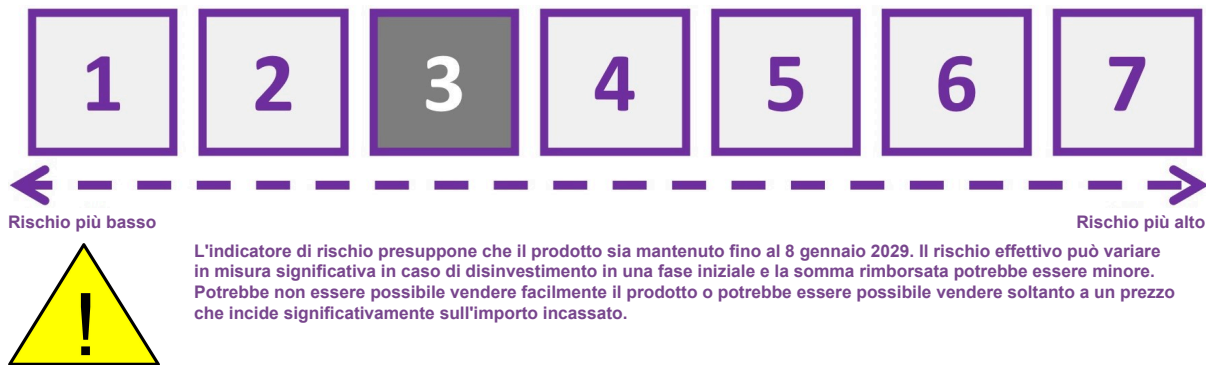 1 2 3 4 5 6 7
Rischio più basso Rischio più alto
!
L'indicatore di rischio presuppone che il prodotto sia mantenuto fino al 8 gennaio 2029. Il rischio effettivo può variare
in misura significativa in caso di disinvestimento in una fase iniziale e la somma rimborsata potrebbe essere minore.
Potrebbe non essere possibile vendere facilmente il prodotto o potrebbe essere possibile vendere soltanto a un prezzo
che incide significativamente sull'importo incassato.